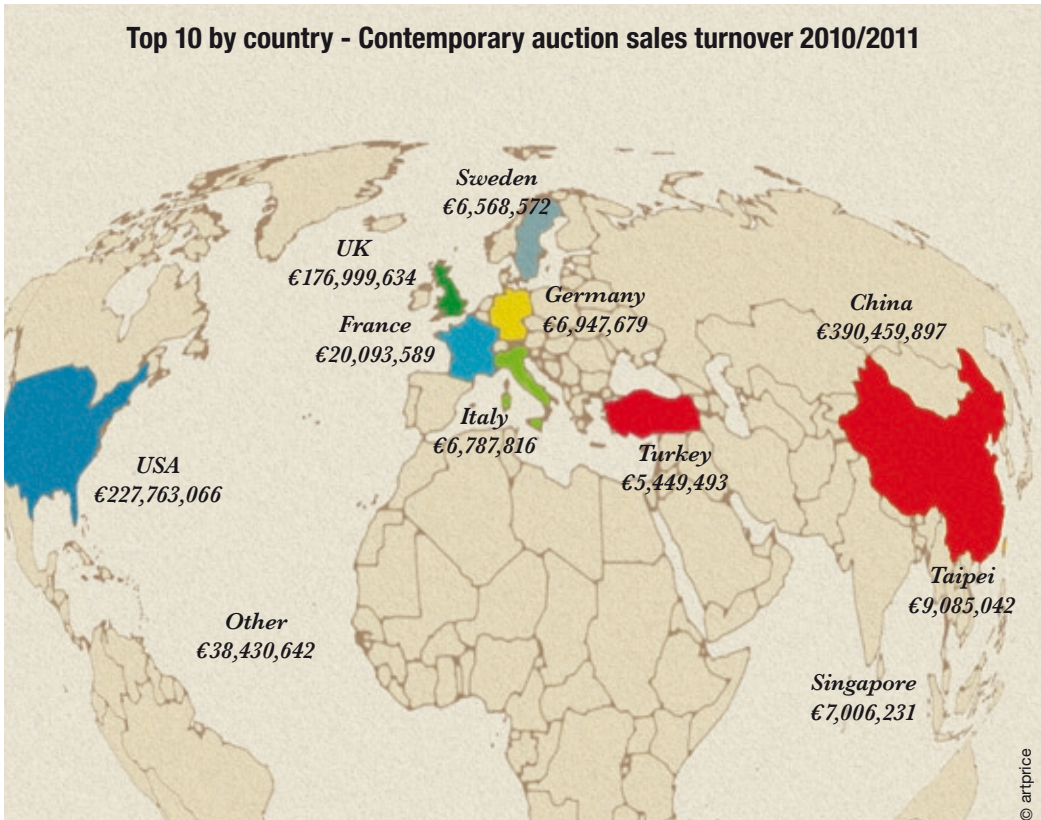 Top 10 by country - Contemporary auction sales turnover 2010/2011
Sweden
€6,568,572
UK
€176,999,634
Germany
€6,947,679
China
€390,459,897
France
€20,093,589
Italy
€6,787,816
Turkey
€5,449,493
USA
€227,763,066
Taipei
€9,085,042
Other
€38,430,642
Singapore
€7,006,231
© artprice